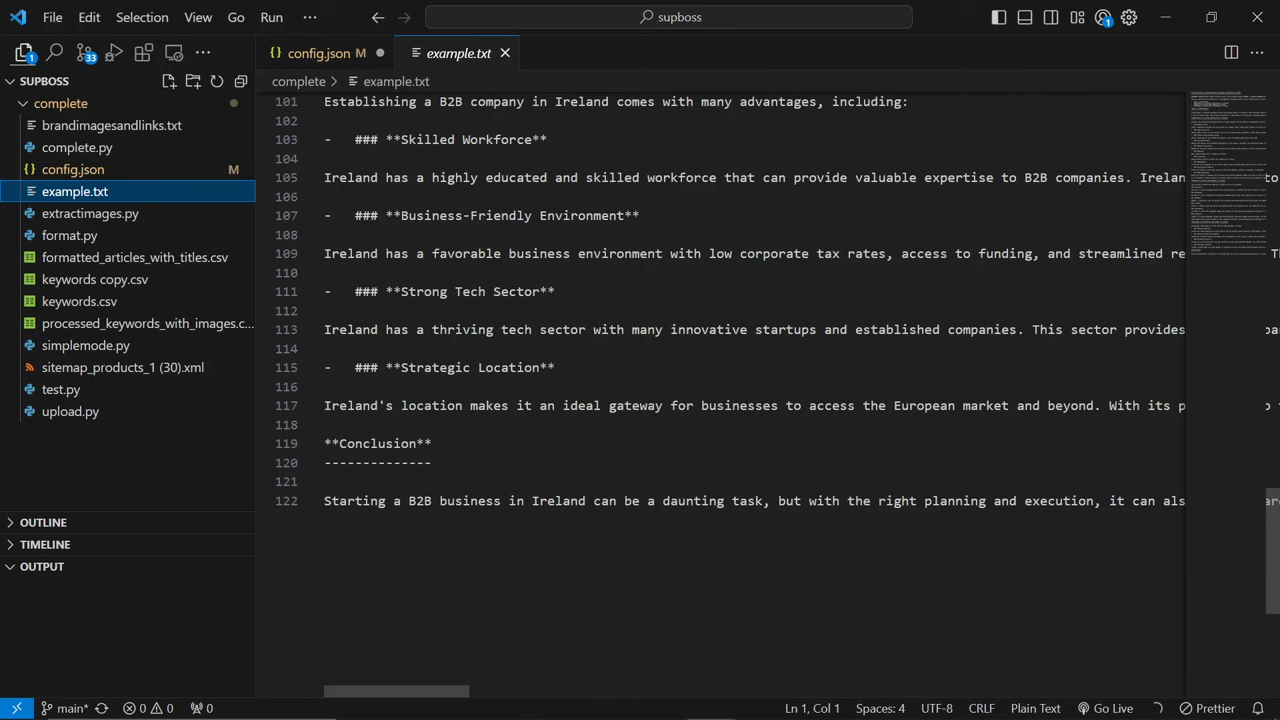 File Edit Selection View Go Run ··· supboss
config.json M example.txt
SUPBOSS
complete
brandimagesandlinks.txt
complete.py
config.json M
example.txt
extractimages.py
format.py
formatted_articles_with_titles.csv
keywords copy.csv
keywords.csv
processed_keywords_with_images.c...
simplemode.py
sitemap_products_1 (30).xml
test.py
upload.py
OUTLINE
TIMELINE
OUTPUT
1
33
1
complete > example.txt
101 Establishing a B2B company in Ireland comes with many advantages, including:
102
103 - ### **Skilled Workforce**
104
105 Ireland has a highly educated and skilled workforce that can provide valuable expertise to B2B companies. Ireland
106
107 - ### **Business-Friendly Environment**
108
109 Ireland has a favorable business environment with low corporate tax rates, access to funding, and streamlined re
110
111 - ### **Strong Tech Sector**
112
113 Ireland has a thriving tech sector with many innovative startups and established companies. This sector provides
114
115 - ### **Strategic Location**
116
117 Ireland's location makes it an ideal gateway for businesses to access the European market and beyond. With its p
118
119 **Conclusion**
120 --------------
121
122 Starting a B2B business in Ireland can be a daunting task, but with the right planning and execution, it can als
main* 0 0 0 Ln 1, Col 1 Spaces: 4 UTF-8 CRLF Plain Text Go Live Prettier